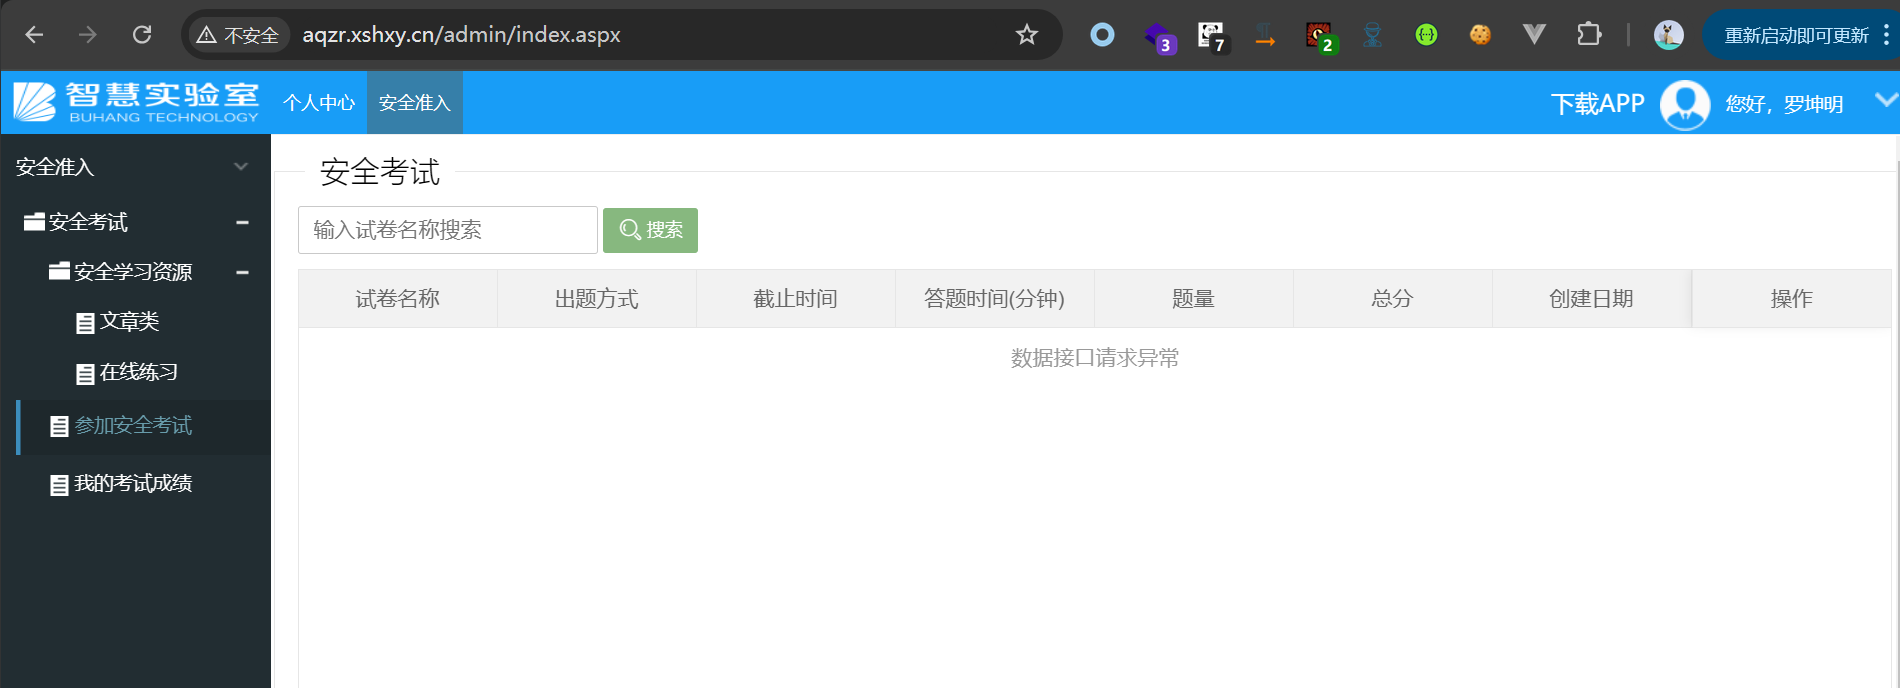 不安全 aqzr.xshxy.cn/admin/index.aspx 3 7 2 重新启动即可更新
智慧实验室 个人中心 安全准入 下载APP 您好，罗坤明
BUHANG TECHNOLOGY
安全准入
安全考试
安全学习资源
文章类
在线练习
参加安全考试
我的考试成绩
安全考试
输入试卷名称搜索 搜索
试卷名称 出题方式 截止时间 答题时间(分钟) 题量 总分 创建日期 操作
数据接口请求异常